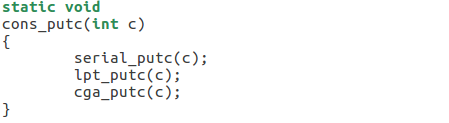 static void
cons_putc(int c)
{
        serial_putc(c);
        lpt_putc(c);
        cga_putc(c);
}